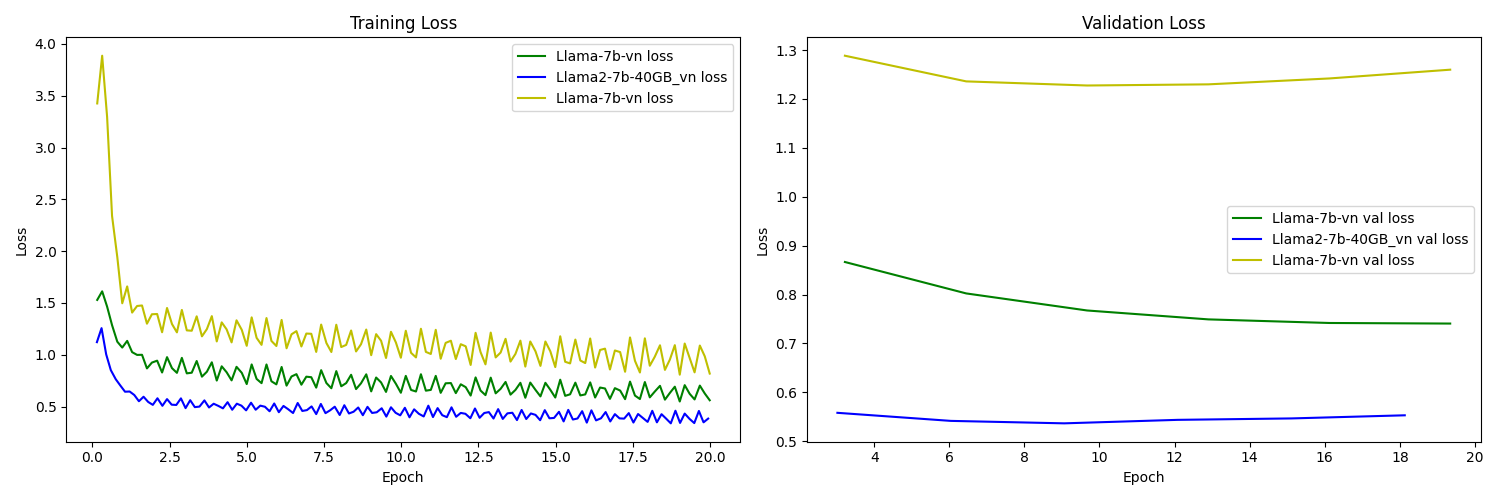 Training Loss
Loss
4.0
3.5
3.0
2.5
2.0
1.5
1.0
0.5
Llama-7b-vn loss
Llama2-7b-40GB_vn loss
Llama-7b-vn loss
0.0 2.5 5.0 7.5 10.0 12.5 15.0 17.5 20.0
Epoch
Validation Loss
Loss
1.3
1.2
1.1
1.0
0.9
0.8
0.7
0.6
0.5
Llama-7b-vn val loss
Llama2-7b-40GB_vn val loss
Llama-7b-vn val loss
4 6 8 10 12 14 16 18 20
Epoch